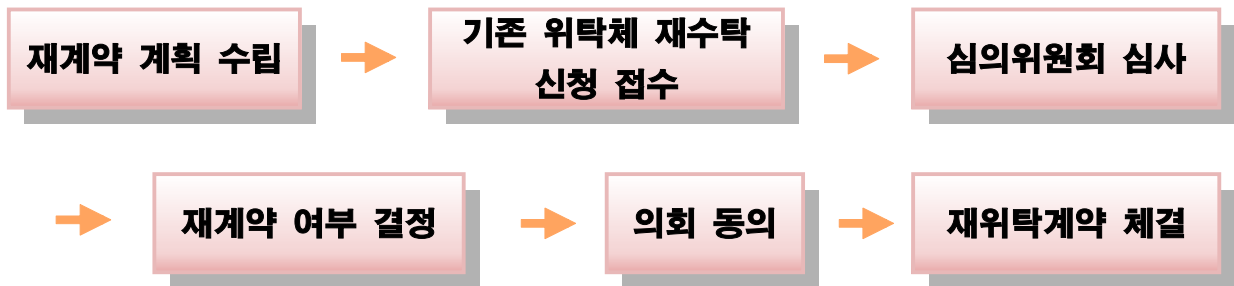 재계약 계획 수립
기존 위탁체 재수탁
신청 접수
심의위원회 심사
재계약 여부 결정
의회 동의
재위탁계약 체결